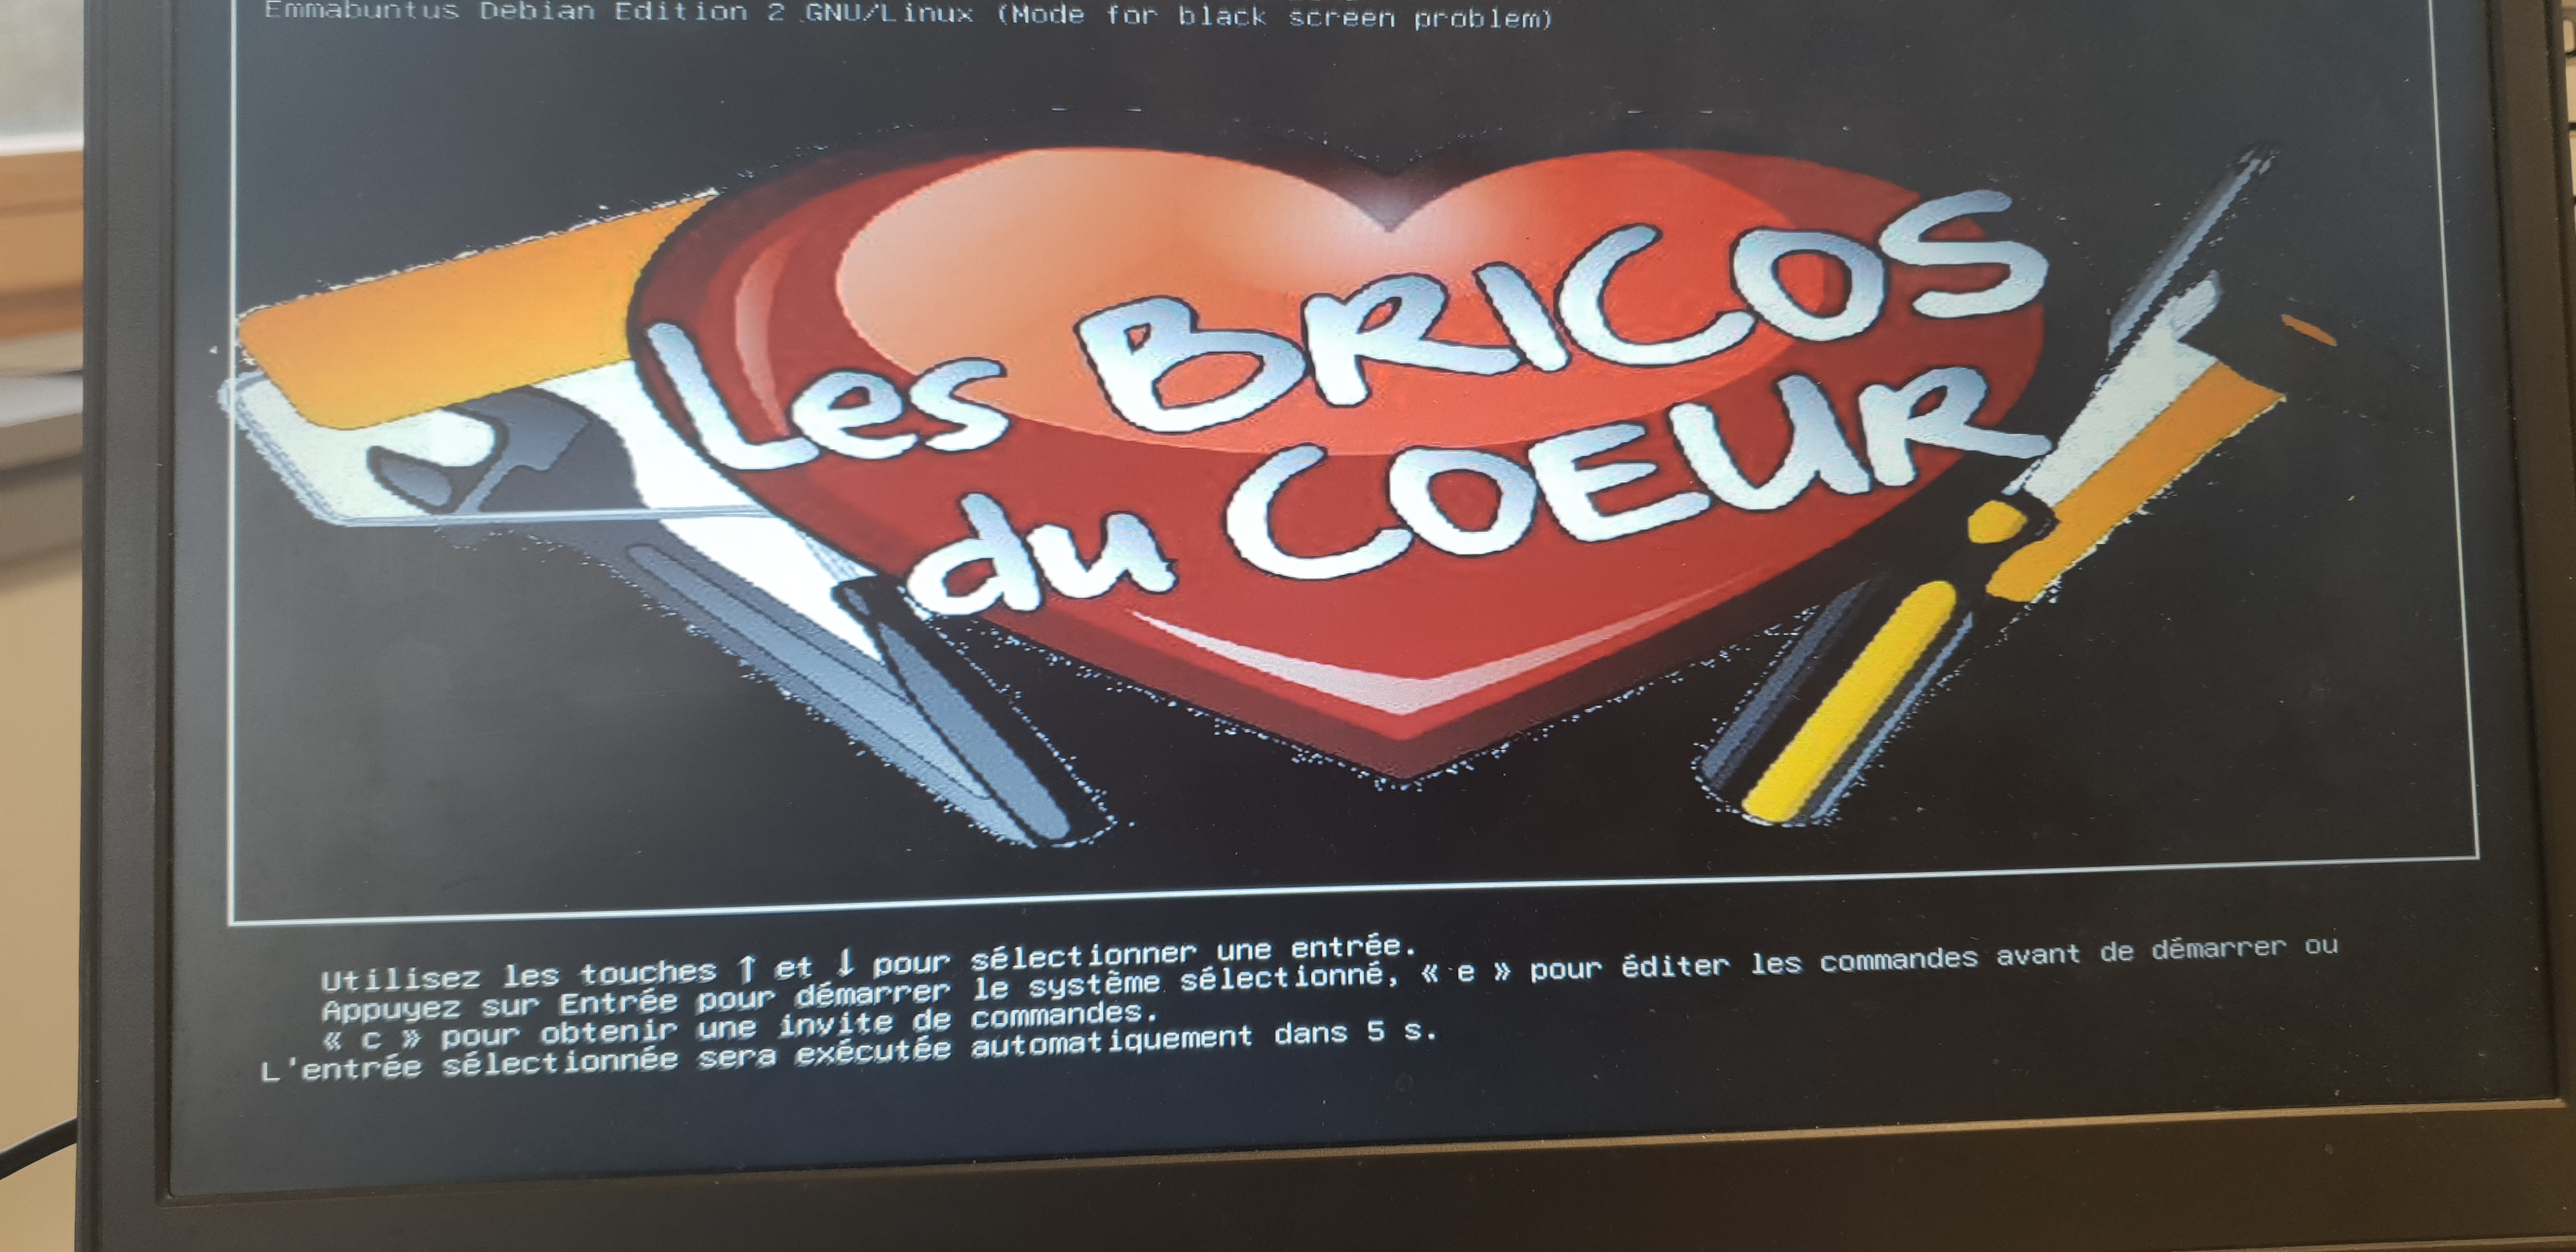 Emmabuntus Debian Edition 2 GNU/Linux (Mode for black screen problem)
Les BRICOS
du COEUR
Utilisez les touches ↑ et ↓ pour sélectionner une entrée.
Appuyez sur Entrée pour démarrer le système sélectionné, « e » pour éditer les commandes avant de démarrer ou
« c » pour obtenir une invite de commandes.
L'entrée sélectionnée sera exécutée automatiquement dans 5 s.